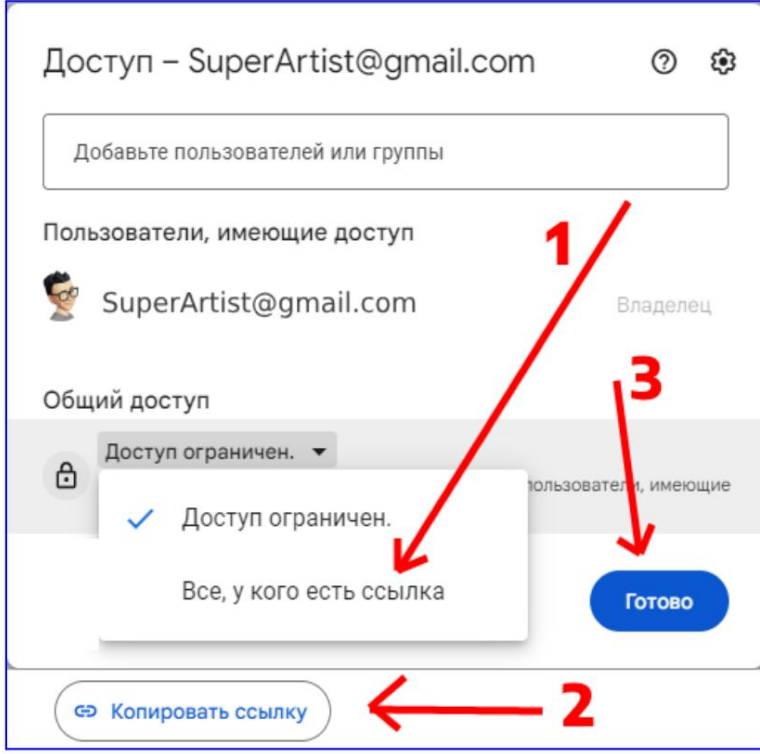 Доступ – SuperArtist@gmail.com
Добавьте пользователей или группы
Пользователи, имеющие доступ
1
SuperArtist@gmail.com
Владелец
3
Общий доступ
Доступ ограничен.
пользователи, имеющие
Доступ ограничен.
Все, у кого есть ссылка
Готово
Копировать ссылку
2